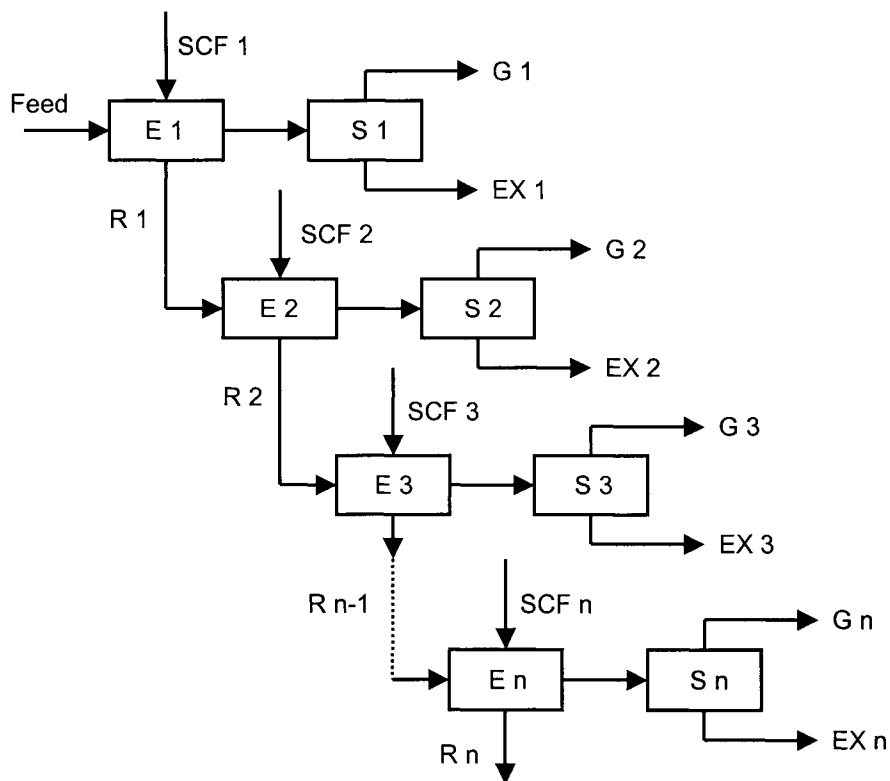 SCF 1
G 1
Feed
E 1
S 1
EX 1
R 1
SCF 2
G 2
E 2
S 2
EX 2
R 2
SCF 3
G 3
E 3
S 3
EX 3
R n-1
SCF n
G n
E n
S n
R n
EX n